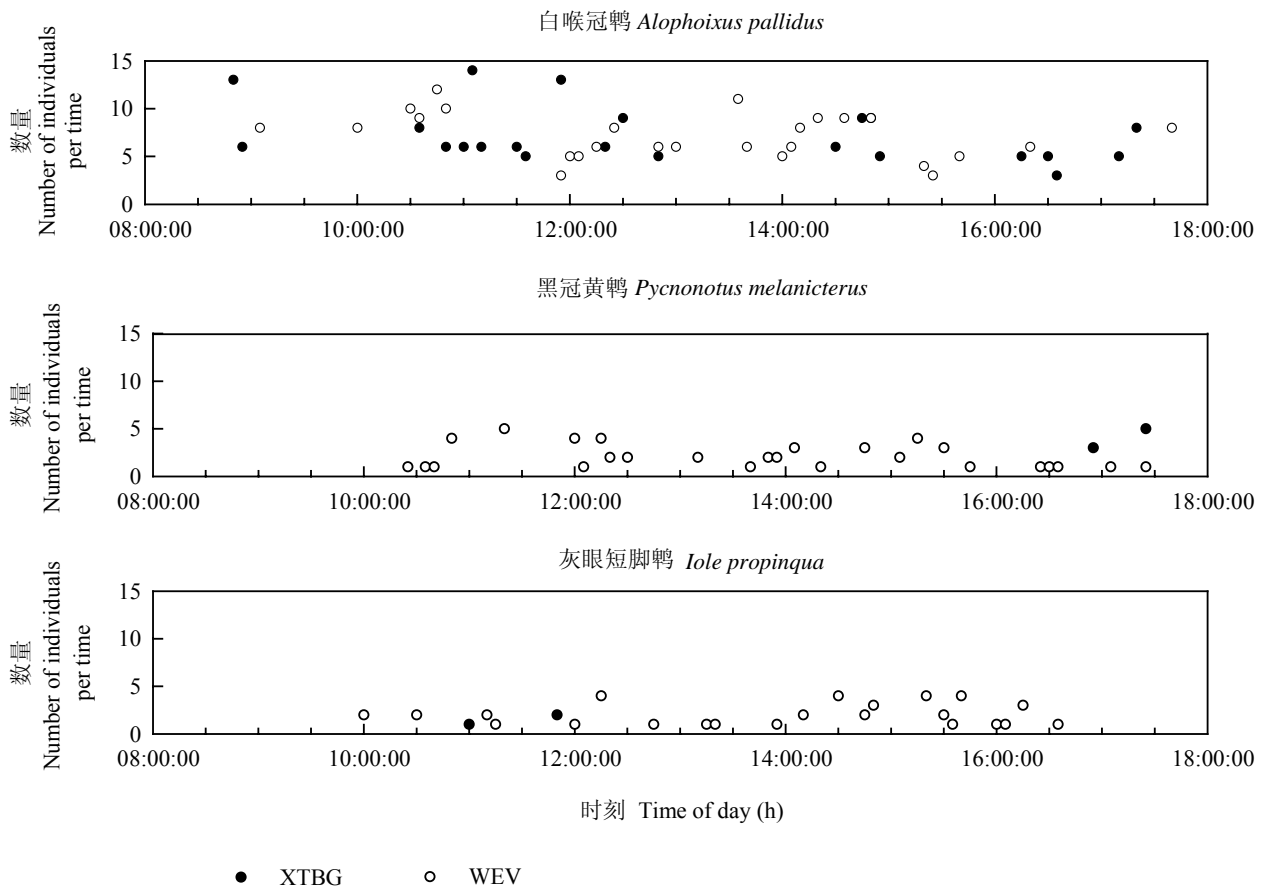 白喉冠鹎 Alophoixus pallidus
数量
Number of individuals
per time
15
10
5
0
08:00:00 10:00:00 12:00:00 14:00:00 16:00:00 18:00:00
黑冠黄鹎 Pycnonotus melanicterus
数量
Number of individuals
per time
15
10
5
0
08:00:00 10:00:00 12:00:00 14:00:00 16:00:00 18:00:00
灰眼短脚鹎 Iole propinqua
数量
Number of individuals
per time
15
10
5
0
08:00:00 10:00:00 12:00:00 14:00:00 16:00:00 18:00:00
时刻 Time of day (h)
XTBG WEV